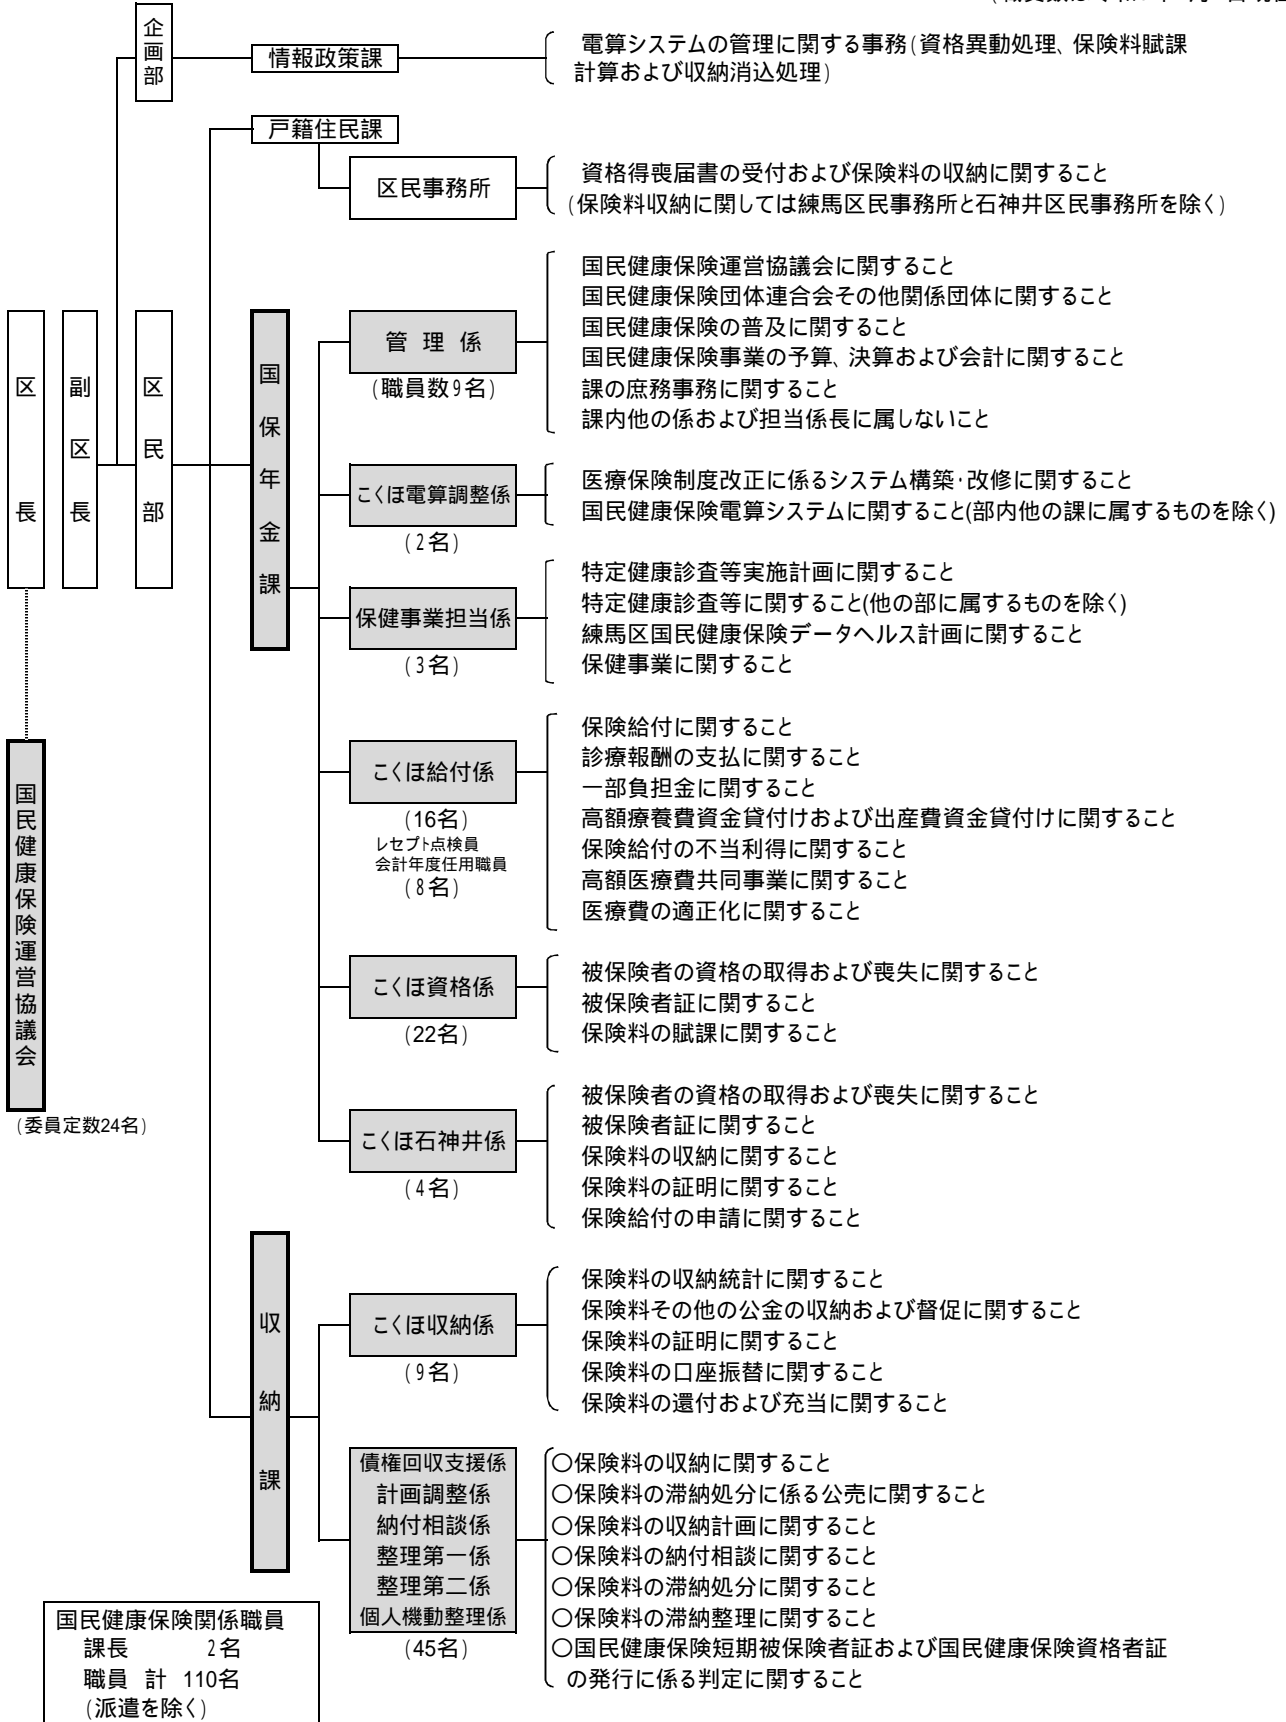 企画部
情報政策課
電算システムの管理に関する事務(資格異動処理、保険料賦課
計算および収納消込処理)
戸籍住民課
区民事務所
資格得喪届書の受付および保険料の収納に関すること
(保険料収納に関しては練馬区民事務所と石神井区民事務所を除く)
区長
副区長
区民部
国保年金課
管理係
(職員数9名)
国民健康保険運営協議会に関すること
国民健康保険団体連合会その他関係団体に関すること
国民健康保険の普及に関すること
国民健康保険事業の予算、決算および会計に関すること
課の庶務事務に関すること
課内他の係および担当係長に属しないこと
こくほ電算調整係
(2名)
医療保険制度改正に係るシステム構築・改修に関すること
国民健康保険電算システムに関すること(部内他の課に属するものを除く)
保健事業担当係
(3名)
特定健康診査等実施計画に関すること
特定健康診査等に関すること(他の部に属するものを除く)
練馬区国民健康保険データヘルス計画に関すること
保健事業に関すること
こくほ給付係
(16名)
レセプト点検員
会計年度任用職員
(8名)
保険給付に関すること
診療報酬の支払に関すること
一部負担金に関すること
高額療養費資金貸付けおよび出産費資金貸付けに関すること
保険給付の不当利得に関すること
高額医療費共同事業に関すること
医療費の適正化に関すること
国民健康保険運営協議会
(委員定数24名)
こくほ資格係
(22名)
被保険者の資格の取得および喪失に関すること
被保険者証に関すること
保険料の賦課に関すること
こくほ石神井係
(4名)
被保険者の資格の取得および喪失に関すること
被保険者証に関すること
保険料の収納に関すること
保険料の証明に関すること
保険給付の申請に関すること
収納課
こくほ収納係
(9名)
保険料の収納統計に関すること
保険料その他の公金の収納および督促に関すること
保険料の証明に関すること
保険料の口座振替に関すること
保険料の還付および充当に関すること
債権回収支援係
計画調整係
納付相談係
整理第一係
整理第二係
個人機動整理係
(45名)
○保険料の収納に関すること
○保険料の滞納処分に係る公売に関すること
○保険料の収納計画に関すること
○保険料の納付相談に関すること
○保険料の滞納処分に関すること
○保険料の滞納整理に関すること
○国民健康保険短期被保険者証および国民健康保険資格者証
の発行に係る判定に関すること
国民健康保険関係職員
課長 2名
職員 計 110名
(派遣を除く)